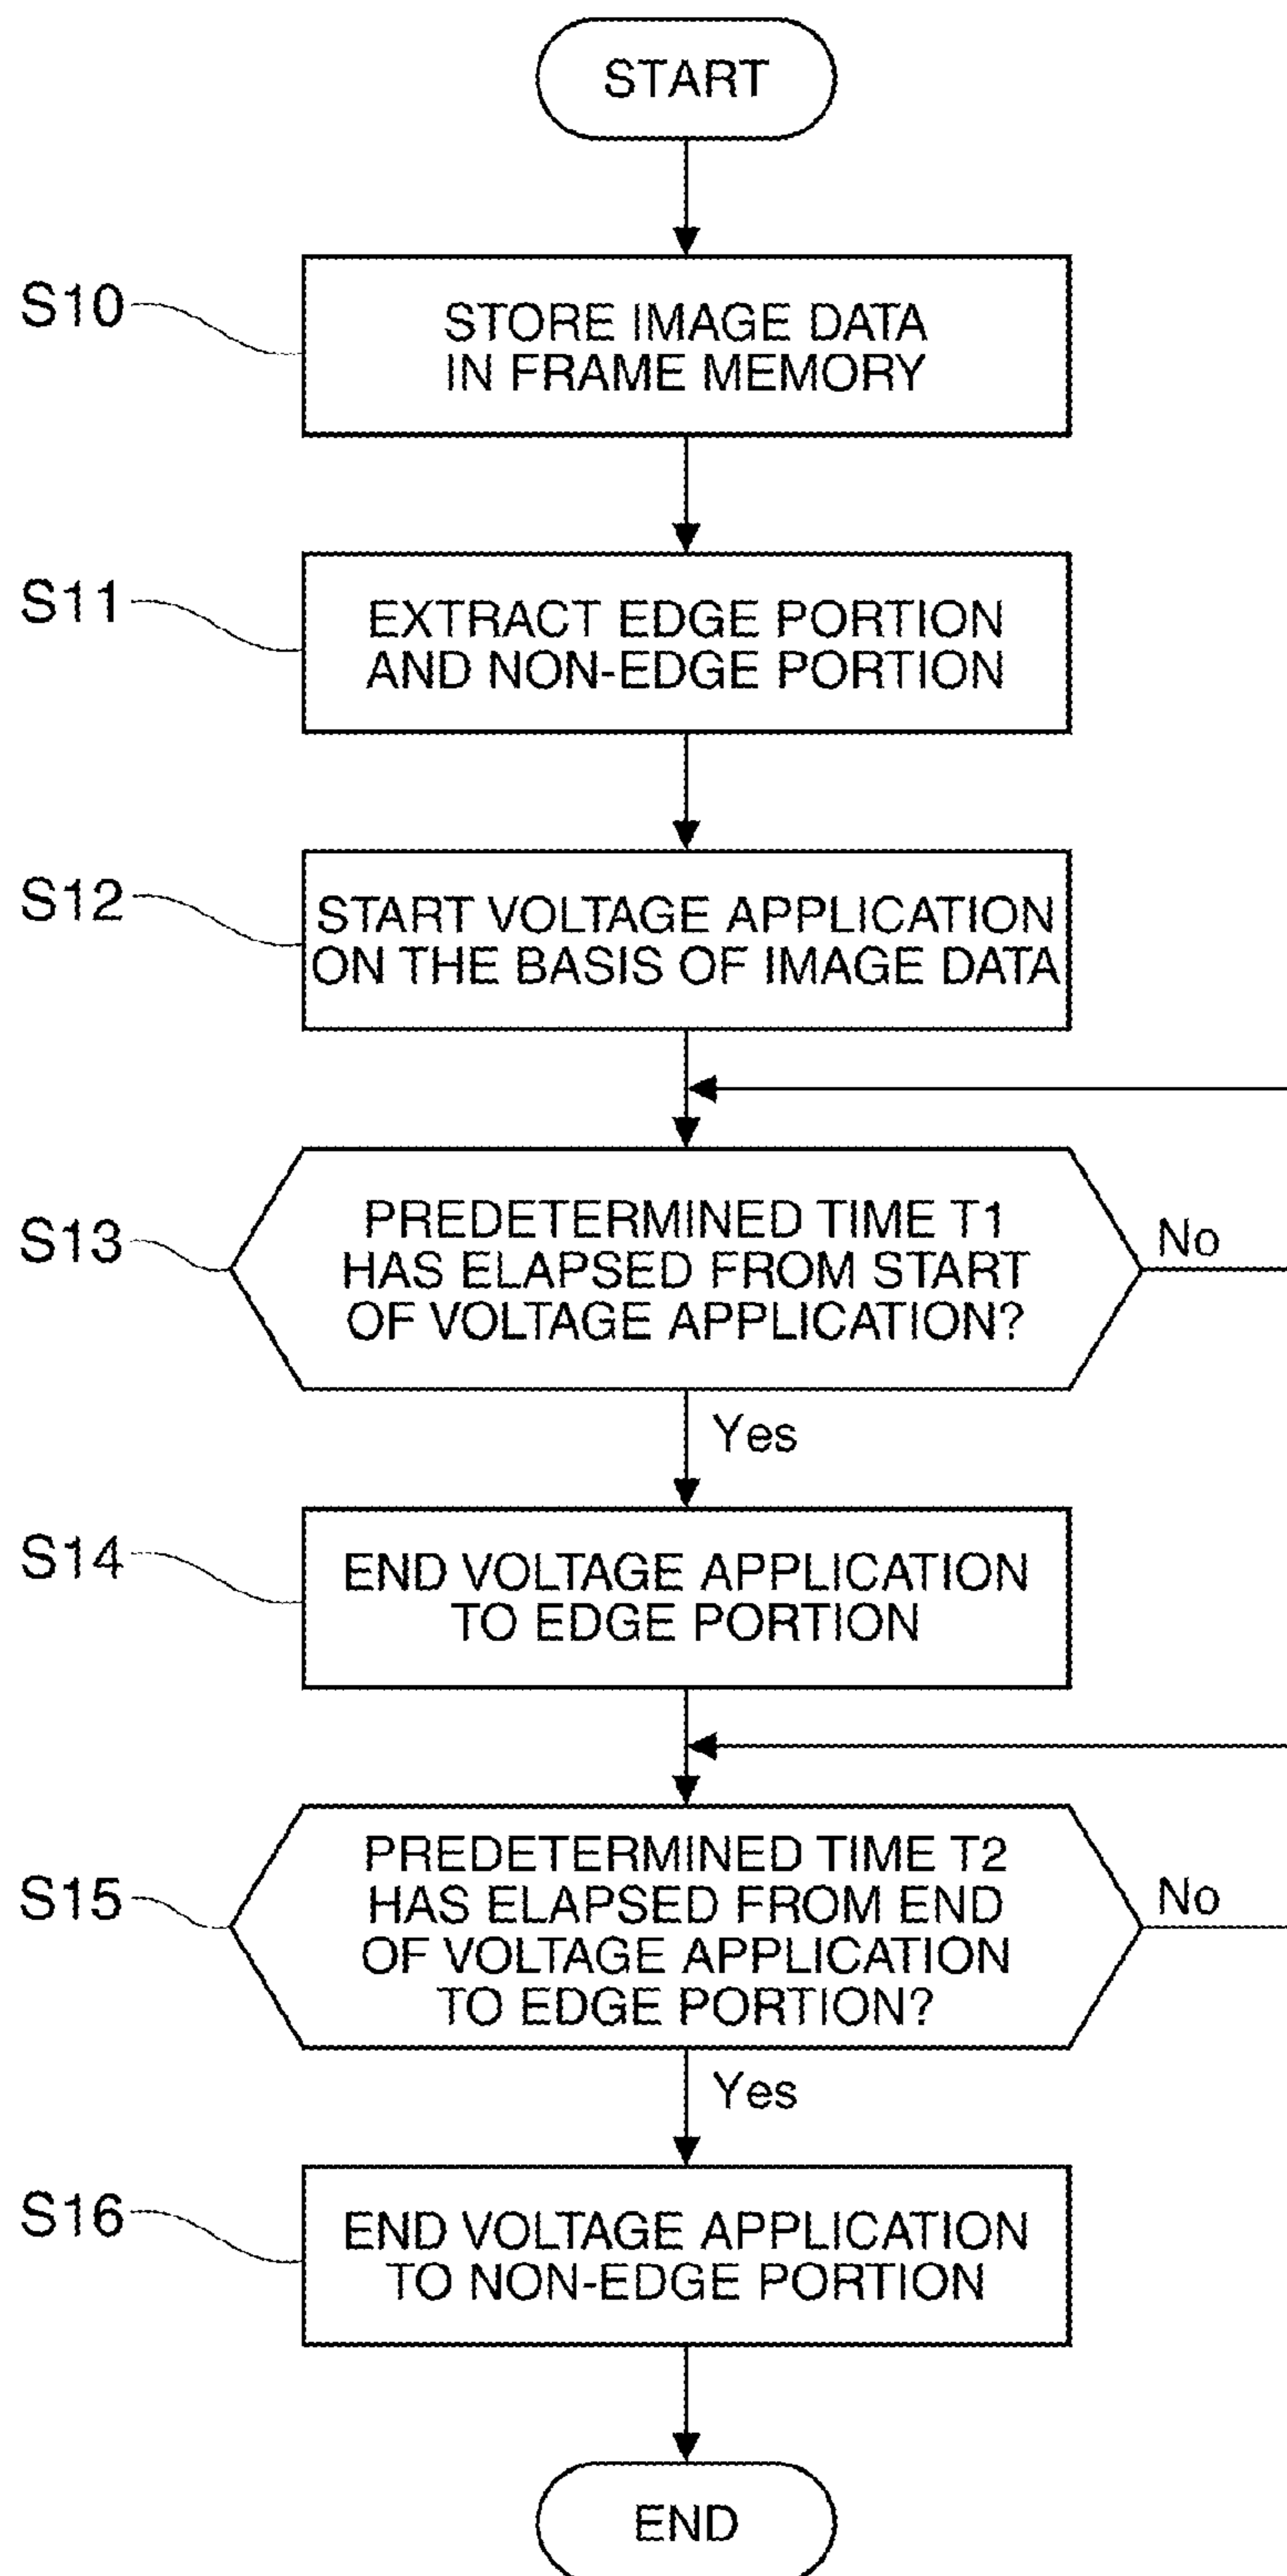 START
S10
STORE IMAGE DATA
IN FRAME MEMORY
S11
EXTRACT EDGE PORTION
AND NON-EDGE PORTION
S12
START VOLTAGE APPLICATION
ON THE BASIS OF IMAGE DATA
S13
PREDETERMINED TIME T1
HAS ELAPSED FROM START
OF VOLTAGE APPLICATION?
No
Yes
S14
END VOLTAGE APPLICATION
TO EDGE PORTION
S15
PREDETERMINED TIME T2
HAS ELAPSED FROM END
OF VOLTAGE APPLICATION
TO EDGE PORTION?
No
Yes
S16
END VOLTAGE APPLICATION
TO NON-EDGE PORTION
END